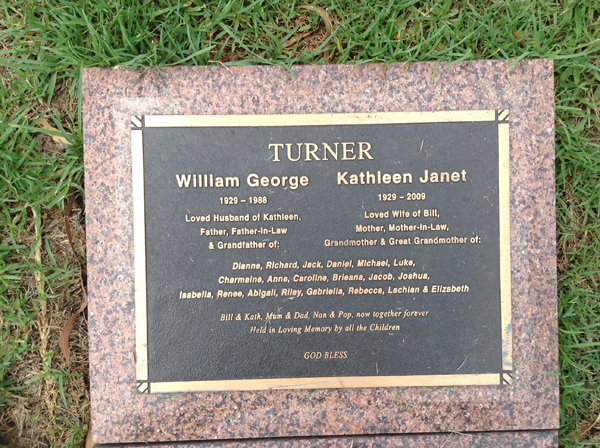 TURNER
William George Kathleen Janet
1929 - 1988 1929 - 2009
Loved Husband of Kathleen, Loved Wife of Bill,
Father, Father-in-Law Mother, Mother-in-Law,
& Grandfather of: Grandmother & Great Grandmother of:
Dianne, Richard, Jack, Daniel, Michael, Luke,
Charmaine, Anne, Caroline, Brieana, Jacob, Joshua,
Isabella, Renee, Abigail, Riley, Gabriella, Rebecca, Lachlan & Elizabeth
Bill & Kath, Mum & Dad, Nan & Pop, now together forever
Held in Loving Memory by all the Children
GOD BLESS